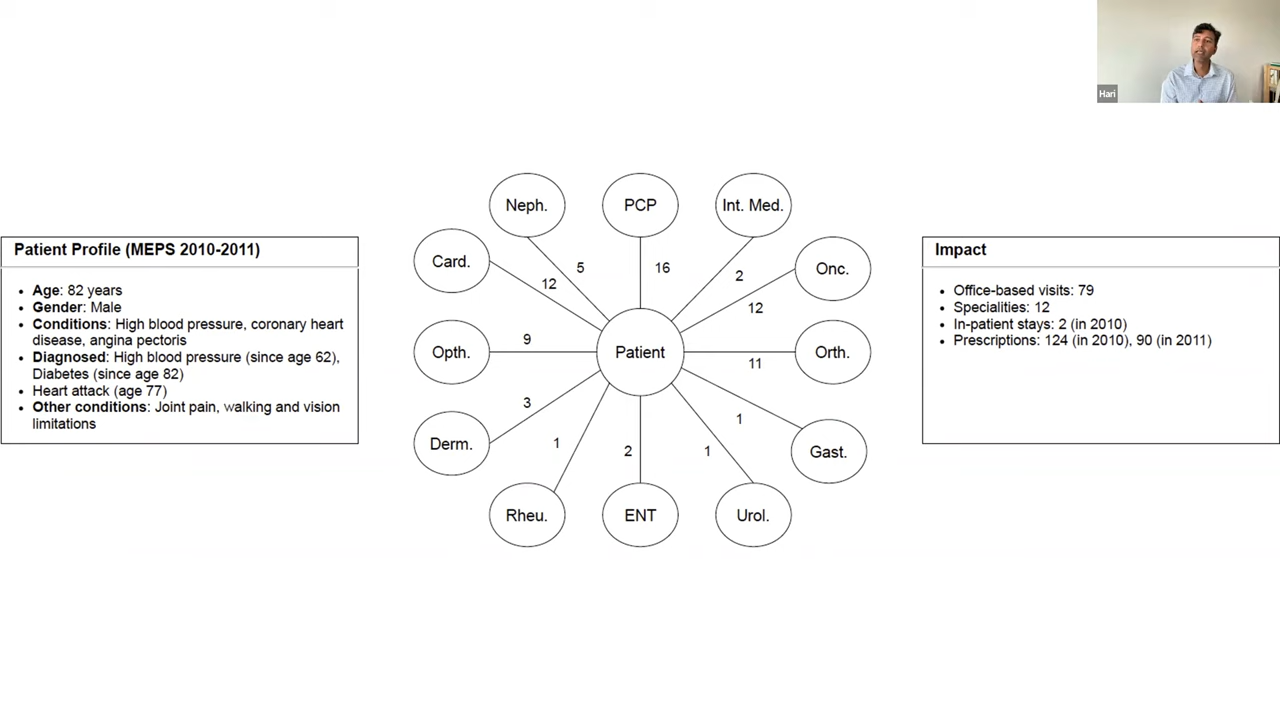 Hari
Neph.
PCP
Int. Med.
Card.
Onc.
5
16
2
12
12
Patient Profile (MEPS 2010-2011)
Age: 82 years
Gender: Male
Conditions: High blood pressure, coronary heart
disease, angina pectoris
Diagnosed: High blood pressure (since age 62),
Diabetes (since age 82)
Heart attack (age 77)
Other conditions: Joint pain, walking and vision
limitations
Opth.
9
Patient
11
Orth.
Derm.
3
1
2
1
1
Gast.
Rheu.
ENT
Urol.
Impact
Office-based visits: 79
Specialities: 12
In-patient stays: 2 (in 2010)
Prescriptions: 124 (in 2010), 90 (in 2011)